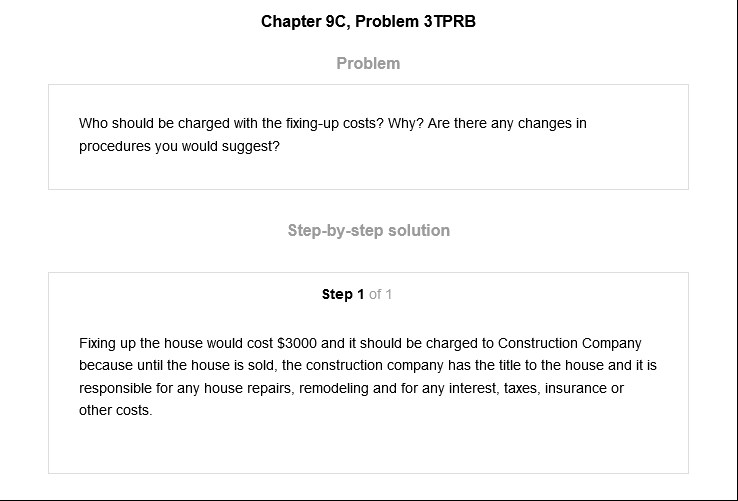 Chapter 9C, Problem 3TPRB
Problem
Who should be charged with the fixing-up costs? Why? Are there any changes in
procedures you would suggest?
Step-by-step solution
Step 1 of 1
Fixing up the house would cost $3000 and it should be charged to Construction Company
because until the house is sold, the construction company has the title to the house and it is
responsible for any house repairs, remodeling and for any interest, taxes, insurance or
other costs.